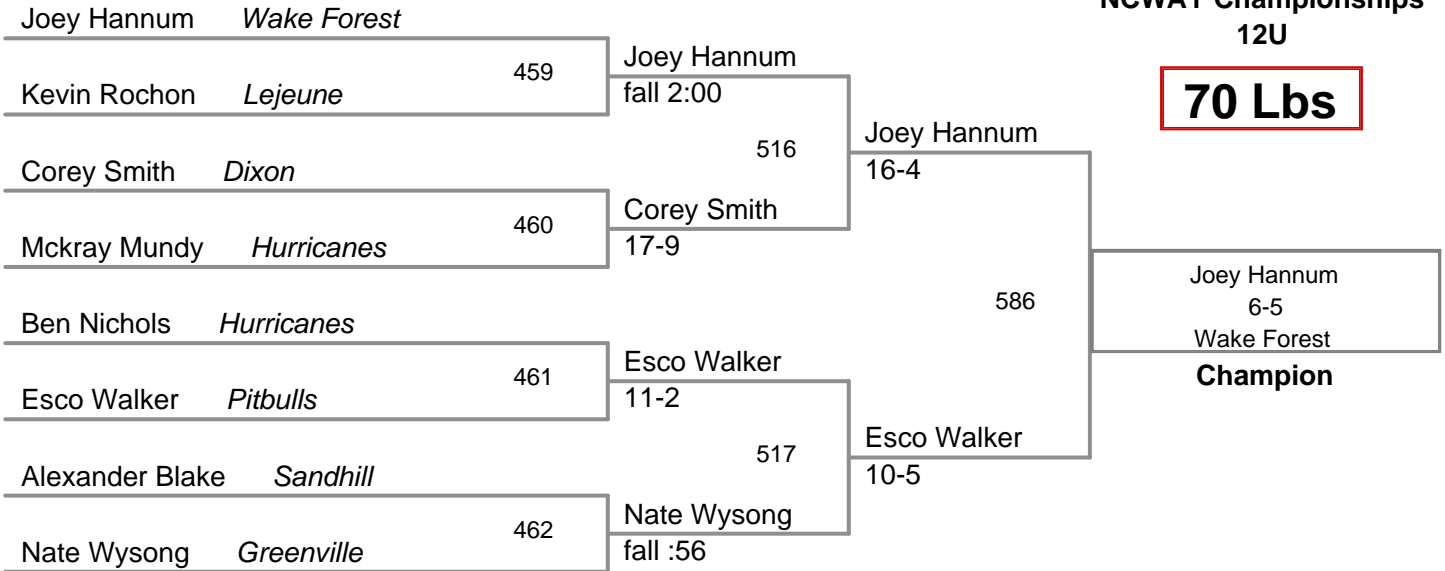 NCWAY Championships
12U
70 Lbs
Joey Hannum Wake Forest
459
Kevin Rochon Lejeune
Joey Hannum
fall 2:00
516
Corey Smith Dixon
460
Mckray Mundy Hurricanes
Corey Smith
17-9
Joey Hannum
16-4
586
Ben Nichols Hurricanes
461
Esco Walker Pitbulls
Esco Walker
11-2
517
Alexander Blake Sandhill
462
Nate Wysong Greenville
Nate Wysong
fall :56
Esco Walker
10-5
Joey Hannum
6-5
Wake Forest
Champion